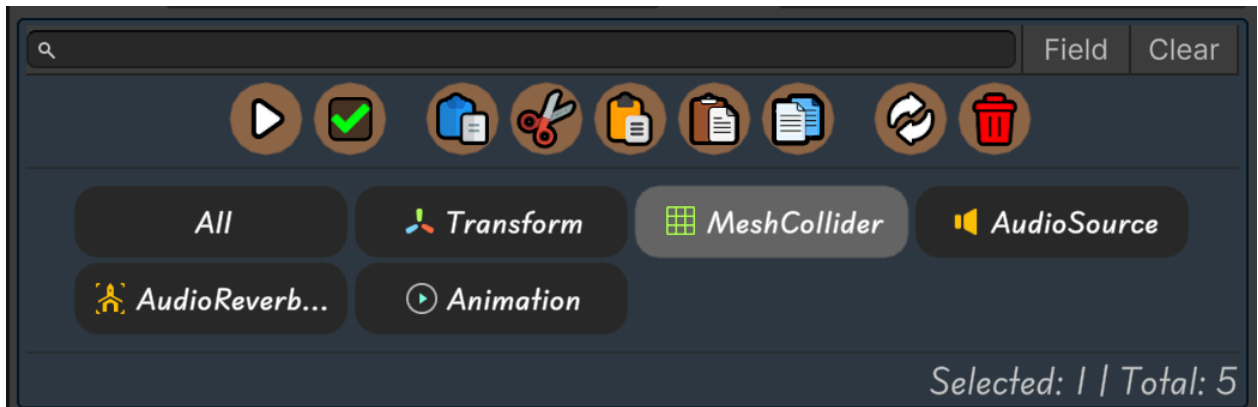 Field Clear
All Transform MeshCollider AudioSource
AudioReverb... Animation
Selected: 1 | Total: 5